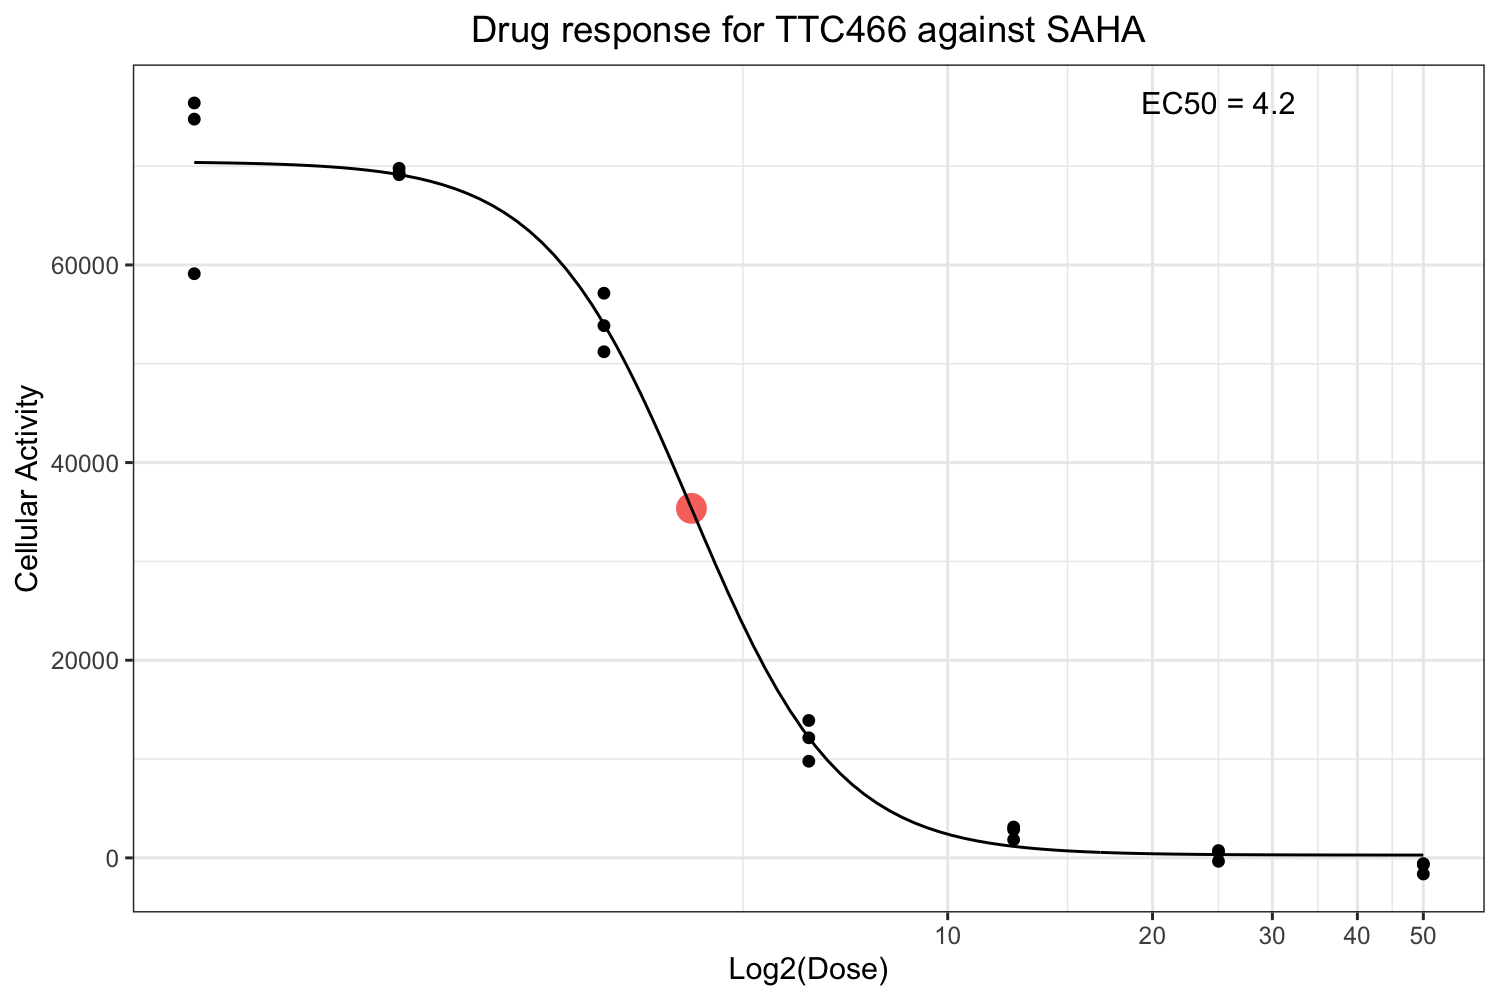 Drug response for TTC466 against SAHA
EC50 = 4.2
Cellular Activity
60000
40000
20000
0
10 20 30 40 50
Log2(Dose)